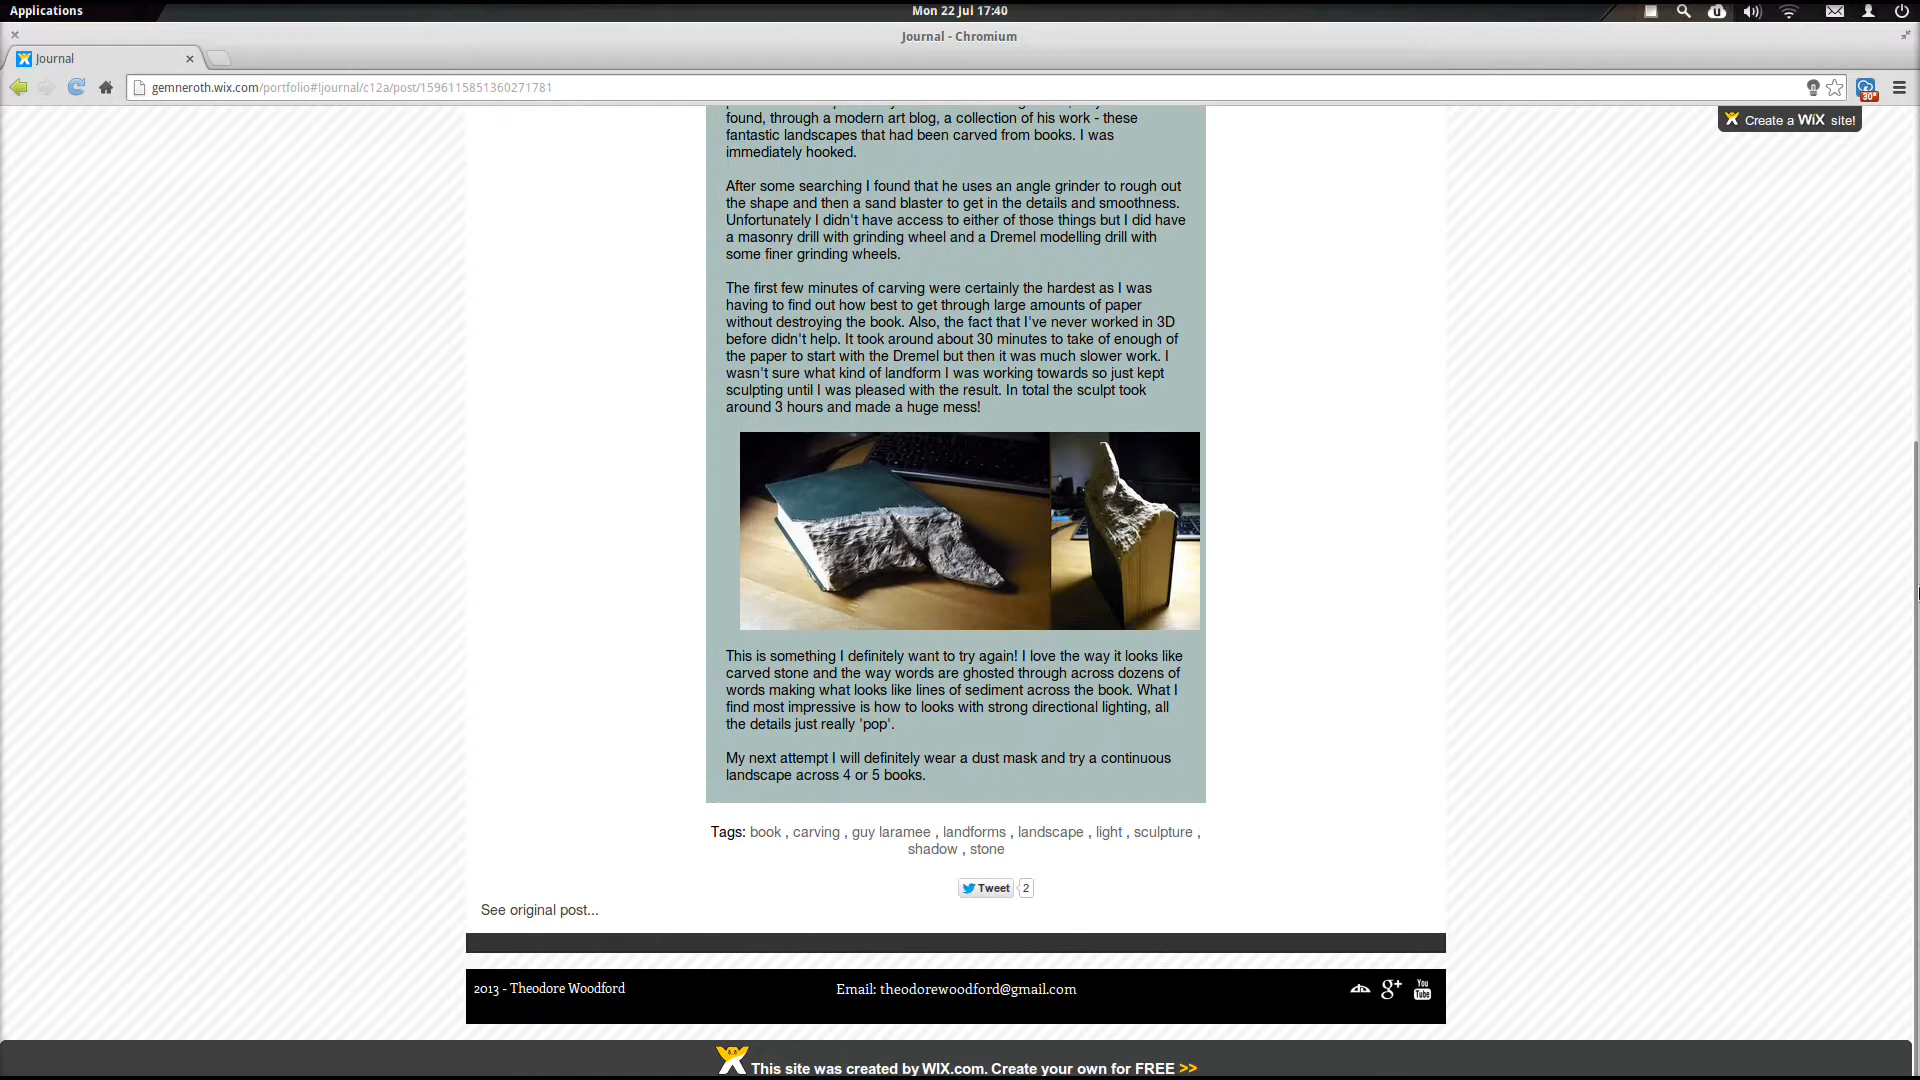 Applications
Mon 22 Jul 17:40
Journal - Chromium
Journal
gemneroth.wix.com/portfolio#!journal/c12a/post/1596115851360271781
30°
Create a WiX site!
found, through a modern art blog, a collection of his work - these
fantastic landscapes that had been carved from books. I was
immediately hooked.
After some searching I found that he uses an angle grinder to rough out
the shape and then a sand blaster to get in the details and smoothness.
Unfortunately I didn't have access to either of those things but I did have
a masonry drill with grinding wheel and a Dremel modelling drill with
some finer grinding wheels.
The first few minutes of carving were certainly the hardest as I was
having to find out how best to get through large amounts of paper
without destroying the book. Also, the fact that I've never worked in 3D
before didn't help. It took around about 30 minutes to take of enough of
the paper to start with the Dremel but then it was much slower work. I
wasn't sure what kind of landform I was working towards so just kept
sculpting until I was pleased with the result. In total the sculpt took
around 3 hours and made a huge mess!
This is something I definitely want to try again! I love the way it looks like
carved stone and the way words are ghosted through across dozens of
words making what looks like lines of sediment across the book. What I
find most impressive is how to looks with strong directional lighting, all
the details just really 'pop'.
My next attempt I will definitely wear a dust mask and try a continuous
landscape across 4 or 5 books.
Tags: book , carving , guy laramee , landforms , landscape , light , sculpture ,
shadow , stone
Tweet 2
See original post...
2013 - Theodore Woodford
Email: theodorewoodford@gmail.com
g+
You Tube
This site was created by WIX.com. Create your own for FREE >>